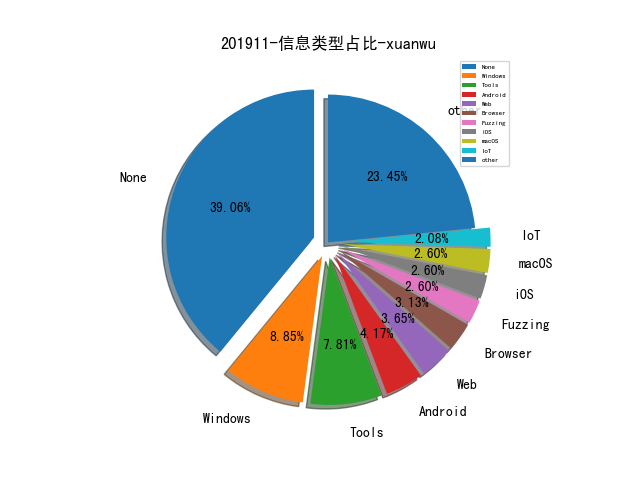 201911-信息类型占比-xuanwu
None
Windows
Tools
Android
Web
Browser
Fuzzing
iOS
macOS
IoT
other
other
23.45%
None
39.06%
2.08%
IoT
2.60%
macOS
2.60%
iOS
2.60%
Fuzzing
3.13%
Browser
3.65%
Web
4.17%
Android
7.81%
Tools
8.85%
Windows